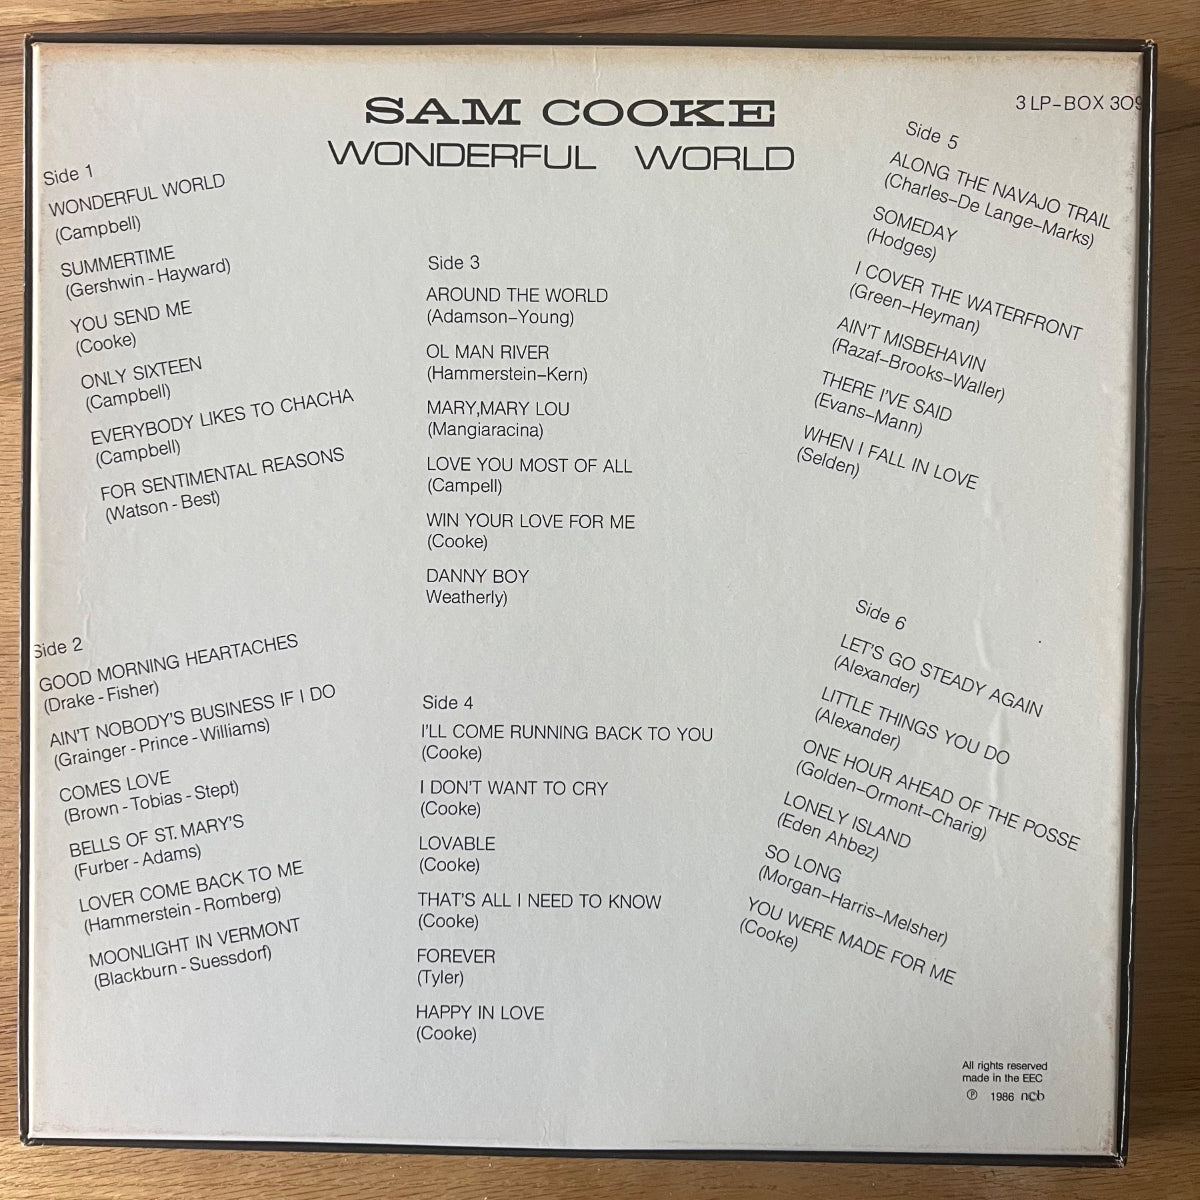 SAM COOKE
WONDERFUL WORLD
3 LP-BOX 309
Side 1
WONDERFUL WORLD
(Campbell)
SUMMERTIME
(Gershwin - Hayward)
YOU SEND ME
(Cooke)
ONLY SIXTEEN
(Campbell)
EVERYBODY LIKES TO CHACHA
(Campbell)
FOR SENTIMENTAL REASONS
(Watson - Best)
Side 2
GOOD MORNING HEARTACHES
(Drake - Fisher)
AIN'T NOBODY'S BUSINESS IF I DO
(Grainger - Prince - Williams)
COMES LOVE
(Brown - Tobias - Stept)
BELLS OF ST. MARY'S
(Furber - Adams)
LOVER COME BACK TO ME
(Hammerstein - Romberg)
MOONLIGHT IN VERMONT
(Blackburn - Suessdorf)
Side 3
AROUND THE WORLD
(Adamson–Young)
OL MAN RIVER
(Hammerstein–Kern)
MARY,MARY LOU
(Mangiaracina)
LOVE YOU MOST OF ALL
(Campell)
WIN YOUR LOVE FOR ME
(Cooke)
DANNY BOY
Weatherly)
Side 4
I'LL COME RUNNING BACK TO YOU
(Cooke)
I DON'T WANT TO CRY
(Cooke)
LOVABLE
(Cooke)
THAT'S ALL I NEED TO KNOW
(Cooke)
FOREVER
(Tyler)
HAPPY IN LOVE
(Cooke)
Side 5
ALONG THE NAVAJO TRAIL
(Charles–De Lange–Marks)
SOMEDAY
(Hodges)
I COVER THE WATERFRONT
(Green–Heyman)
AIN'T MISBEHAVIN
(Razaf–Brooks–Waller)
THERE I'VE SAID
(Evans–Mann)
WHEN I FALL IN LOVE
(Selden)
Side 6
LET'S GO STEADY AGAIN
(Alexander)
LITTLE THINGS YOU DO
(Alexander)
ONE HOUR AHEAD OF THE POSSE
(Golden–Ormont–Charig)
LONELY ISLAND
(Eden Ahbez)
SO LONG
(Morgan–Harris–Melsher)
YOU WERE MADE FOR ME
(Cooke)
All rights reserved
made in the EEC
℗ 1986 ncb